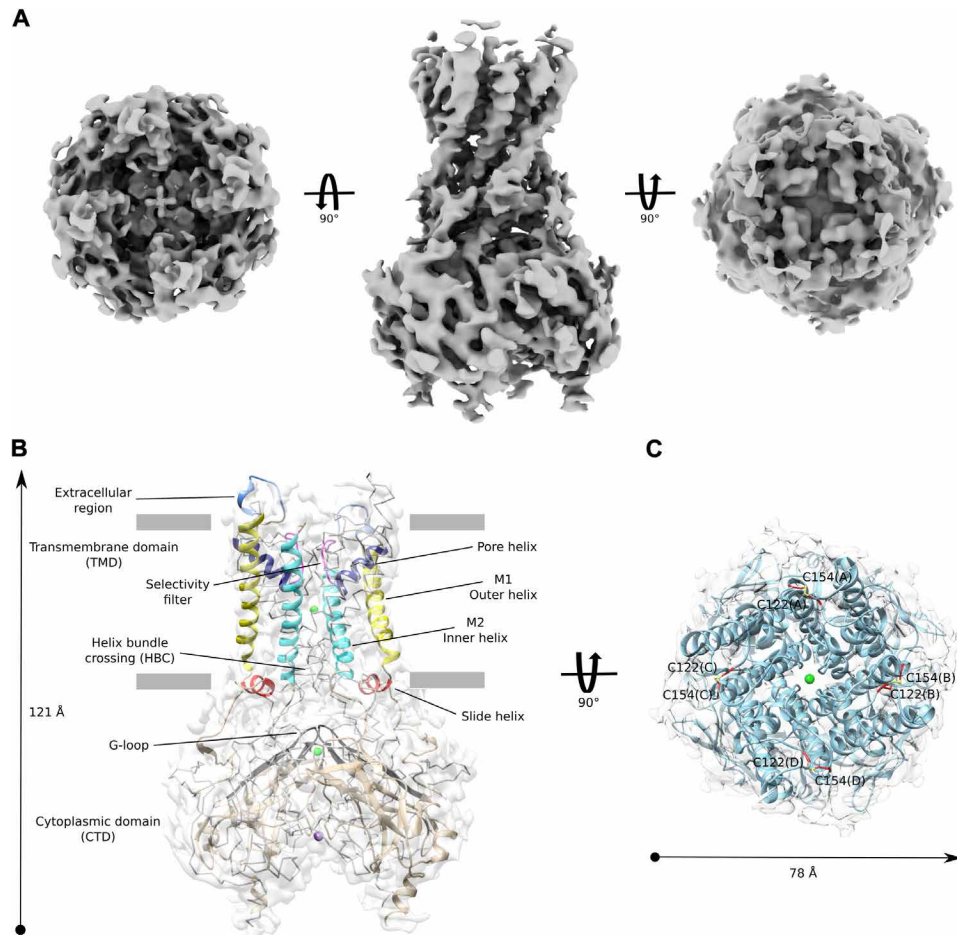 A
90°
90°
B
C
Extracellular
region
Transmembrane domain
(TMD)
Selectivity
filter
Pore helix
M1
Outer helix
M2
Inner helix
Helix bundle
crossing (HBC)
Slide helix
G-loop
121 Å
Cytoplasmic domain
(CTD)
90°
C154(A)
C122(A)
C122(C)
C154(C)
C154(B)
C122(B)
C122(D)
C154(D)
78 Å